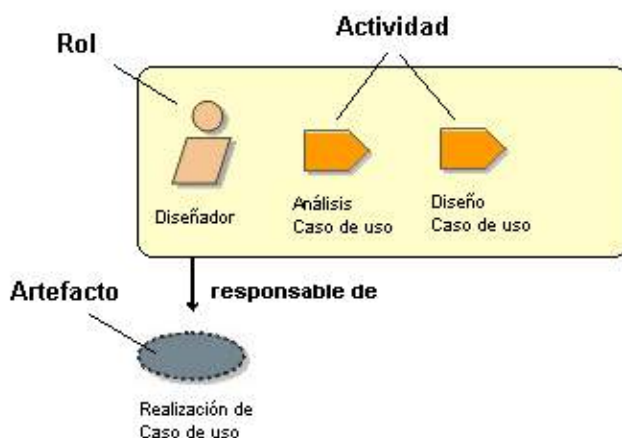 Actividad
Rol
Diseñador
Análisis
Caso de uso
Diseño
Caso de uso
responsable de
Artefacto
Realización de
Caso de uso